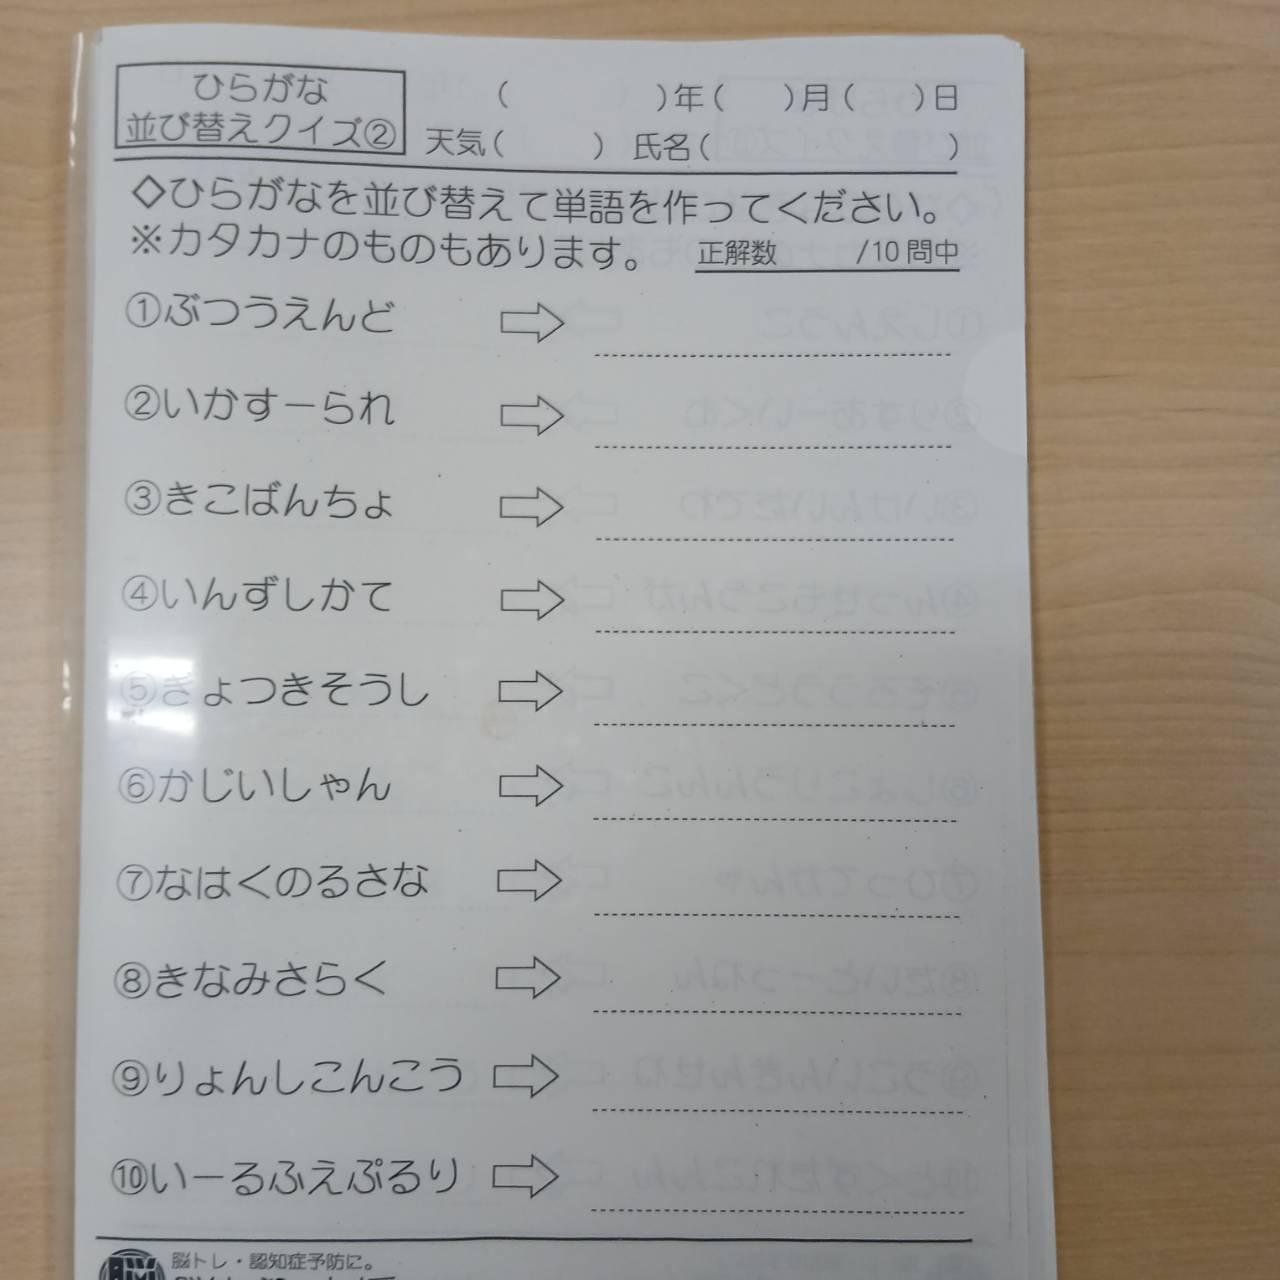 ひらがな
並び替えクイズ②
(　　　)年(　　)月(　　)日
天気(　　　)　氏名(　　　　　　)
◇ひらがなを並び替えて単語を作ってください。
※カタカナのものもあります。　正解数　　/10問中
①ぶつうえんど
②いかすーられ
③きこばんちょ
④いんずしかて
⑤ぎょつきそうし
⑥かじいしゃん
⑦なはくのるさな
⑧きなみさらく
⑨りょんしこんこう
⑩いーるふえぷるり
脳トレ・認知症予防に。